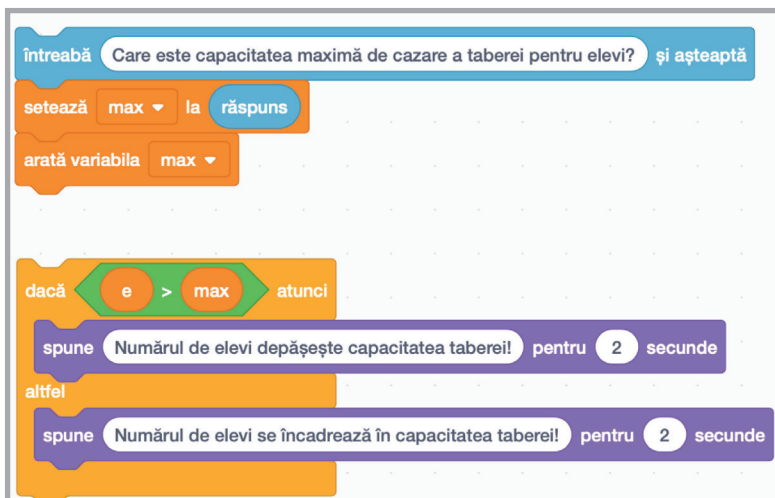 întreabă Care este capacitatea maximă de cazare a taberei pentru elevi? și așteaptă
setează max la răspuns
arată variabila max
dacă e > max atunci
spune Numărul de elevi depășește capacitatea taberei! pentru 2 secunde
altfel
spune Numărul de elevi se încadrează în capacitatea taberei! pentru 2 secunde